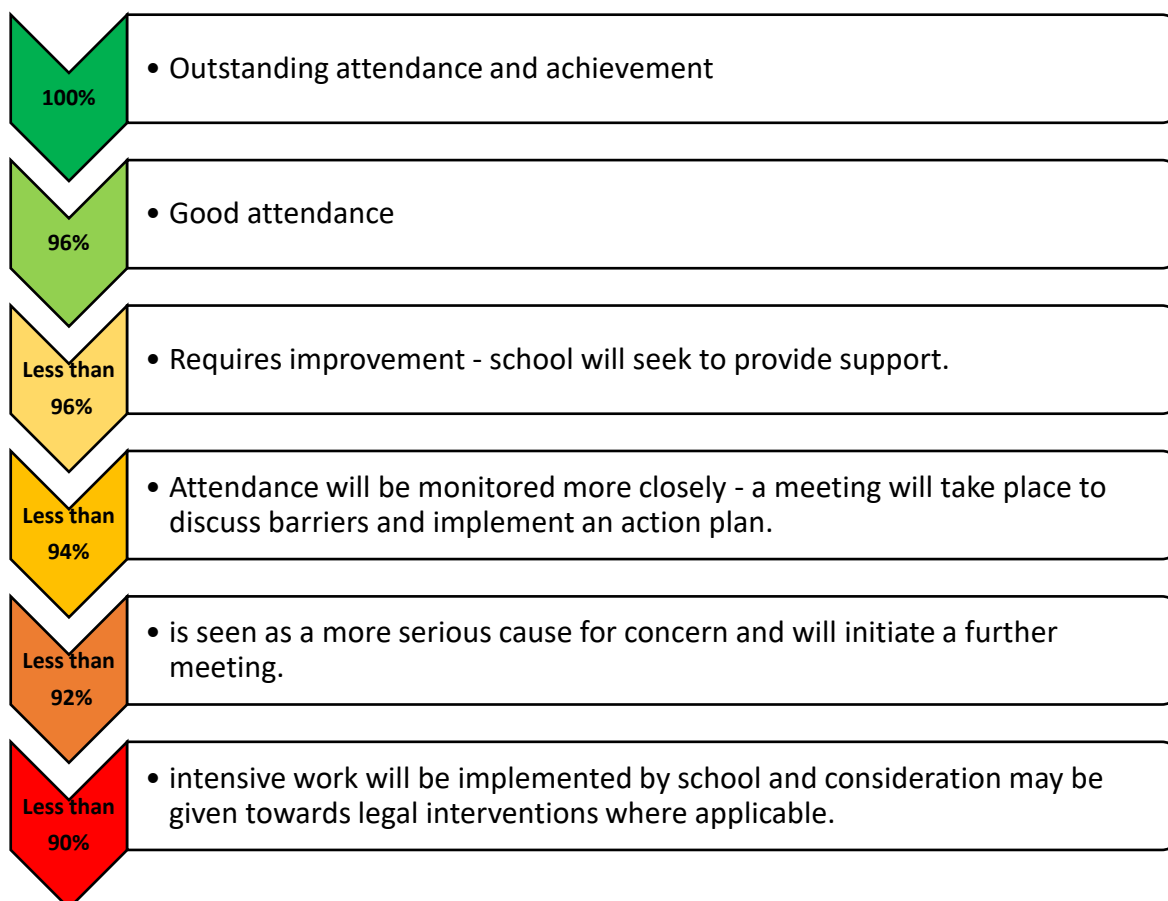 100%
• Outstanding attendance and achievement
96%
• Good attendance
Less than
96%
• Requires improvement - school will seek to provide support.
Less than
94%
• Attendance will be monitored more closely - a meeting will take place to
discuss barriers and implement an action plan.
Less than
92%
• is seen as a more serious cause for concern and will initiate a further
meeting.
Less than
90%
• intensive work will be implemented by school and consideration may be
given towards legal interventions where applicable.